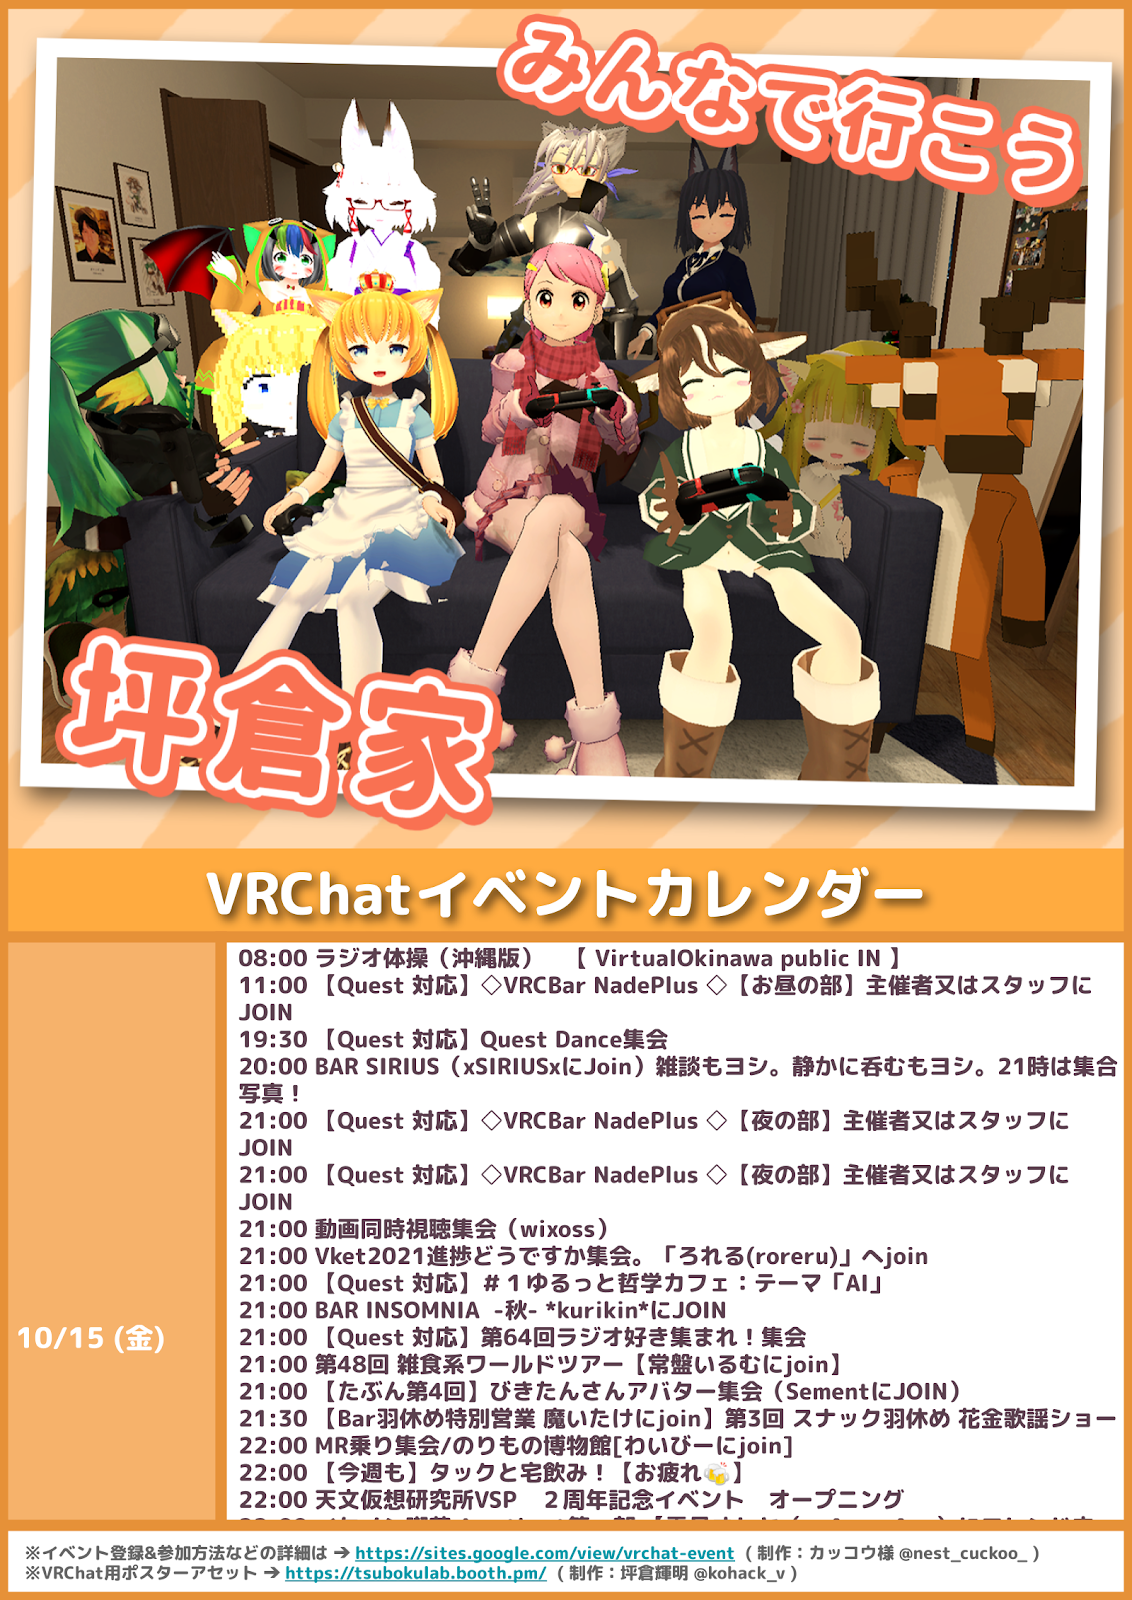 みんなで行こう
坪倉家
VRChatイベントカレンダー
10/15 (金)
08:00 ラジオ体操（沖縄版）　【 VirtualOkinawa public IN 】
11:00 【Quest 対応】◇VRCBar NadePlus ◇【お昼の部】主催者又はスタッフに
JOIN
19:30 【Quest 対応】Quest Dance集会
20:00 BAR SIRIUS（xSIRIUSxにJoin）雑談もヨシ。静かに呑むもヨシ。21時は集合
写真！
21:00 【Quest 対応】◇VRCBar NadePlus ◇【夜の部】主催者又はスタッフに
JOIN
21:00 【Quest 対応】◇VRCBar NadePlus ◇【夜の部】主催者又はスタッフに
JOIN
21:00 動画同時視聴集会（wixoss）
21:00 Vket2021進捗どうですか集会。「ろれる(roreru)」へjoin
21:00 【Quest 対応】＃１ゆるっと哲学カフェ：テーマ「AI」
21:00 BAR INSOMNIA  -秋- *kurikin*にJOIN
21:00 【Quest 対応】第64回ラジオ好き集まれ！集会
21:00 第48回 雑食系ワールドツアー【常盤いるむにjoin】
21:00 【たぶん第4回】びきたんさんアバター集会（SementにJOIN）
21:30 【Bar羽休め特別営業 魔いたけにjoin】第3回 スナック羽休め 花金歌謡ショー
22:00 MR乗り集会/のりもの博物館[わいびーにjoin]
22:00 【今週も】タックと宅飲み！【お疲れ🍻】
22:00 天文仮想研究所VSP　２周年記念イベント　オープニング
※イベント登録&参加方法などの詳細は ➔ https://sites.google.com/view/vrchat-event ( 制作：カッコウ様 @nest_cuckoo_ )
※VRChat用ポスターアセット ➔ https://tsubokulab.booth.pm/ ( 制作：坪倉輝明 @kohack_v )